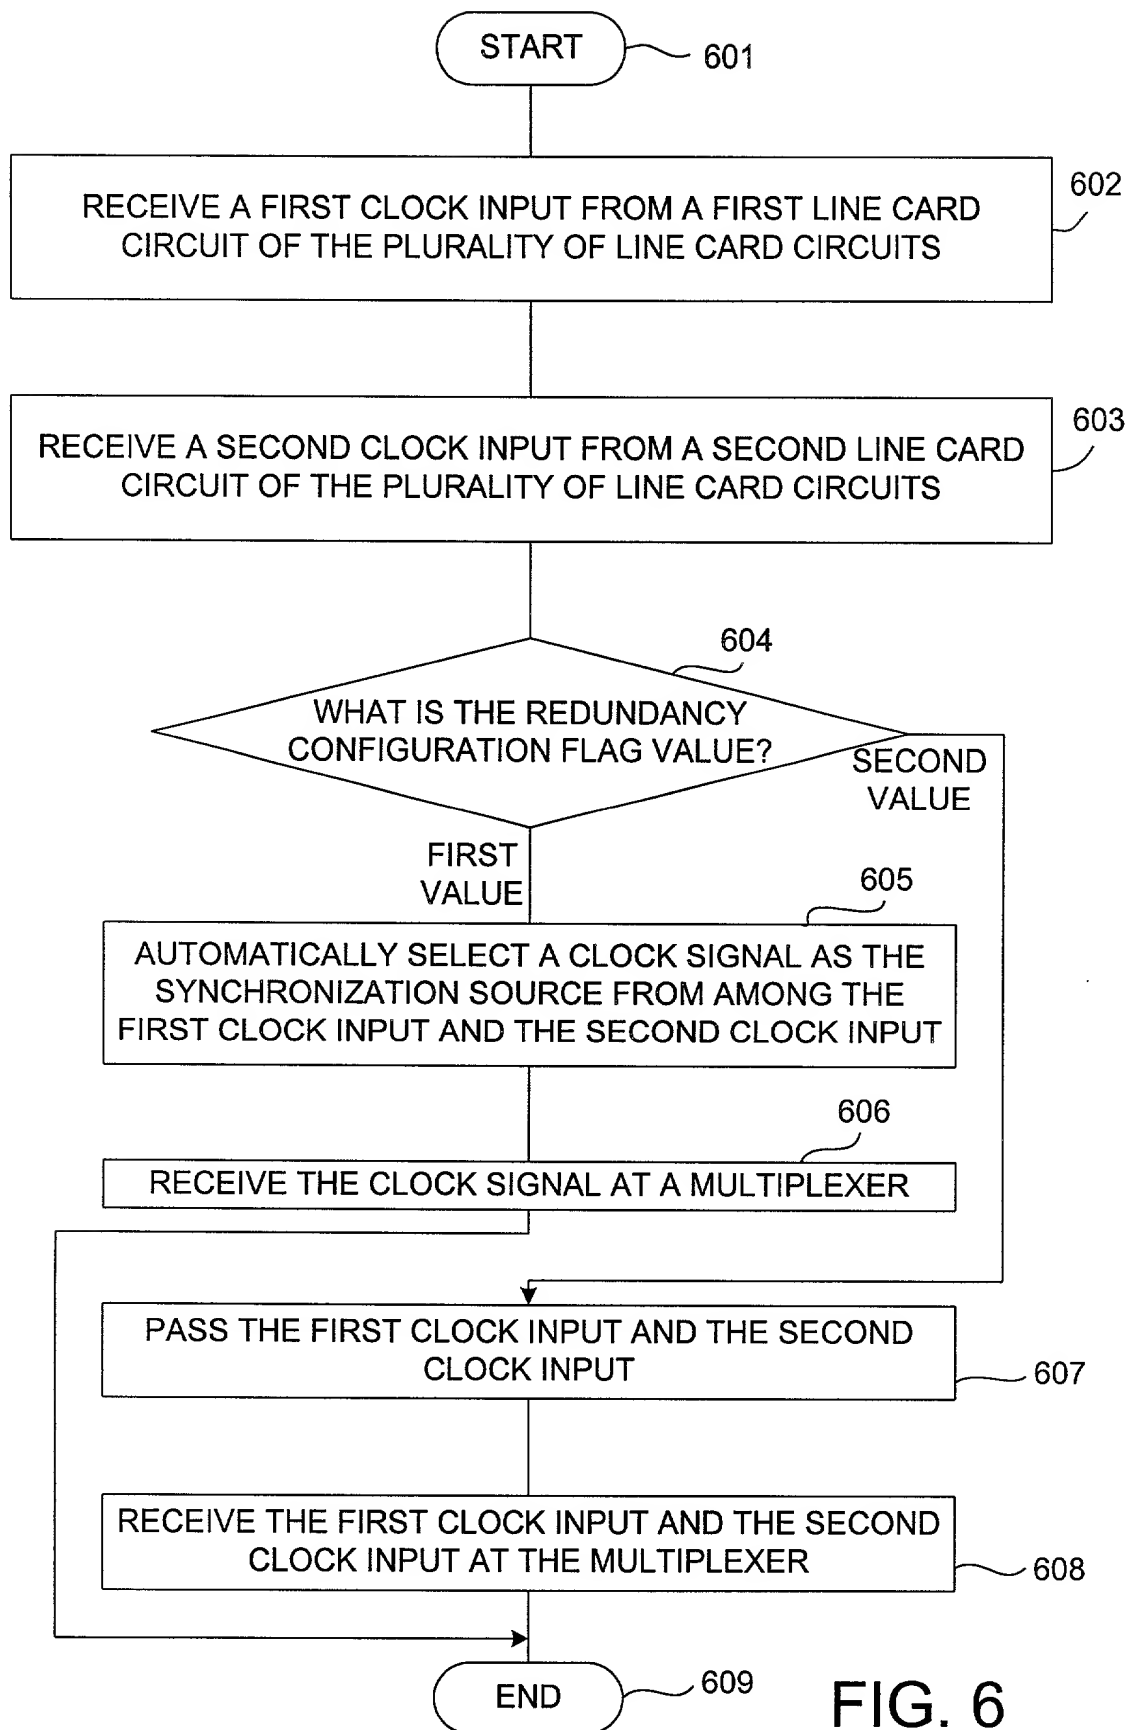 START
601
RECEIVE A FIRST CLOCK INPUT FROM A FIRST LINE CARD
CIRCUIT OF THE PLURALITY OF LINE CARD CIRCUITS
602
RECEIVE A SECOND CLOCK INPUT FROM A SECOND LINE CARD
CIRCUIT OF THE PLURALITY OF LINE CARD CIRCUITS
603
604
WHAT IS THE REDUNDANCY
CONFIGURATION FLAG VALUE?
SECOND
VALUE
FIRST
VALUE
605
AUTOMATICALLY SELECT A CLOCK SIGNAL AS THE
SYNCHRONIZATION SOURCE FROM AMONG THE
FIRST CLOCK INPUT AND THE SECOND CLOCK INPUT
606
RECEIVE THE CLOCK SIGNAL AT A MULTIPLEXER
PASS THE FIRST CLOCK INPUT AND THE SECOND
CLOCK INPUT
607
RECEIVE THE FIRST CLOCK INPUT AND THE SECOND
CLOCK INPUT AT THE MULTIPLEXER
608
END
609
FIG. 6